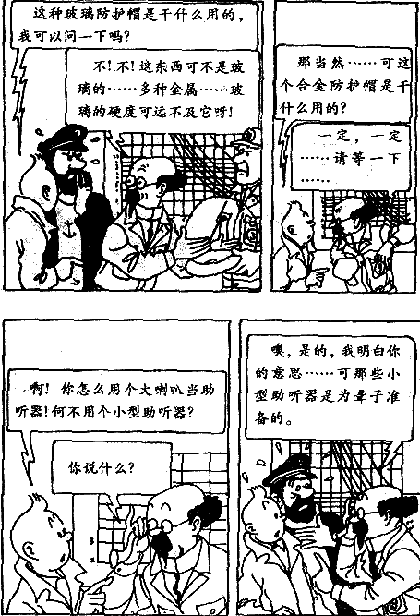 这种玻璃防护帽是干什么用的,
我可以问一下吗?
不!不!这东西可不是玻
璃的……多种金属……玻
璃的硬度可远不及它呀!
那当然……可这
个合金防护帽是干
什么用的?
一定,一定
……请等一下
……
啊!你怎么用个大喇叭当助
听器!何不用个小型助听器?
你说什么?
噢,是的,我明白你
的意思……可那些小
型助听器是为聋子准
备的。